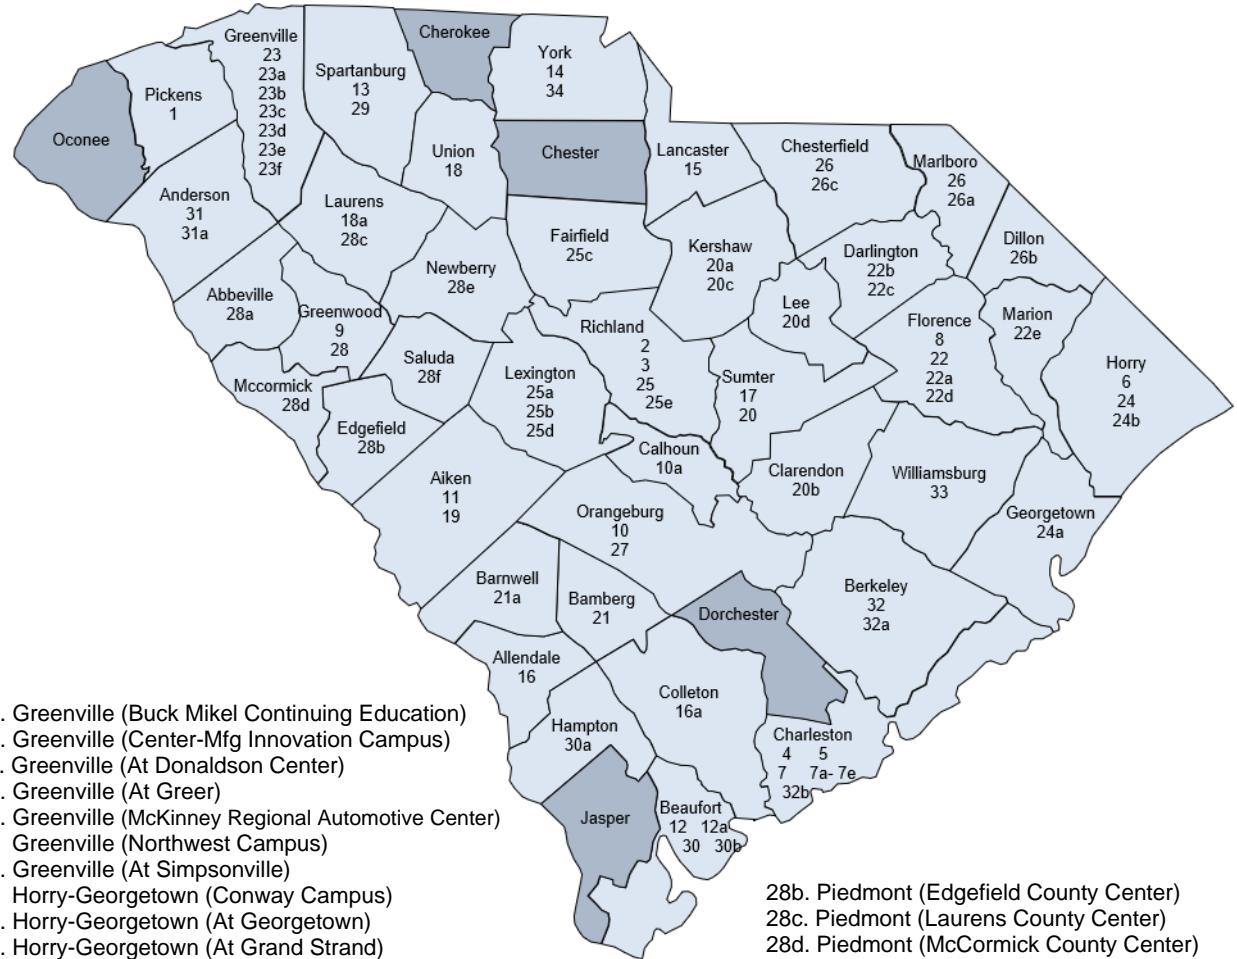 Greenville
23
23a
23b
23c
23d
23e
23f
Cherokee
York
14
34
Spartanburg
13
29
Pickens
1
Oconee
Union
18
Chester
Lancaster
15
Chesterfield
26
26c
Marlboro
26
26a
Anderson
31
31a
Laurens
18a
28c
Fairfield
25c
Kershaw
20a
20c
Darlington
22b
22c
Dillon
26b
Newberry
28e
Abbeville
28a
Greenwood
9
28
Lee
20d
Richland
2
3
25
25e
Florence
8
22
22a
22d
Marion
22e
Saluda
28f
Lexington
25a
25b
25d
Sumter
17
20
Horry
6
24
24b
Mccormick
28d
Edgefield
28b
Calhoun
10a
Clarendon
20b
Williamsburg
33
Aiken
11
19
Orangeburg
10
27
Georgetown
24a
Barnwell
21a
Bamberg
21
Dorchester
Berkeley
32
32a
Allendale
16
Colleton
16a
Hampton
30a
Charleston
4 5
7 7a- 7e
32b
Jasper
Beaufort
12 12a
30 30b
. Greenville (Buck Mikel Continuing Education)
. Greenville (Center-Mfg Innovation Campus)
. Greenville (At Donaldson Center)
. Greenville (At Greer)
. Greenville (McKinney Regional Automotive Center)
Greenville (Northwest Campus)
. Greenville (At Simpsonville)
Horry-Georgetown (Conway Campus)
. Horry-Georgetown (At Georgetown)
. Horry-Georgetown (At Grand Strand)
28b. Piedmont (Edgefield County Center)
28c. Piedmont (Laurens County Center)
28d. Piedmont (McCormick County Center)